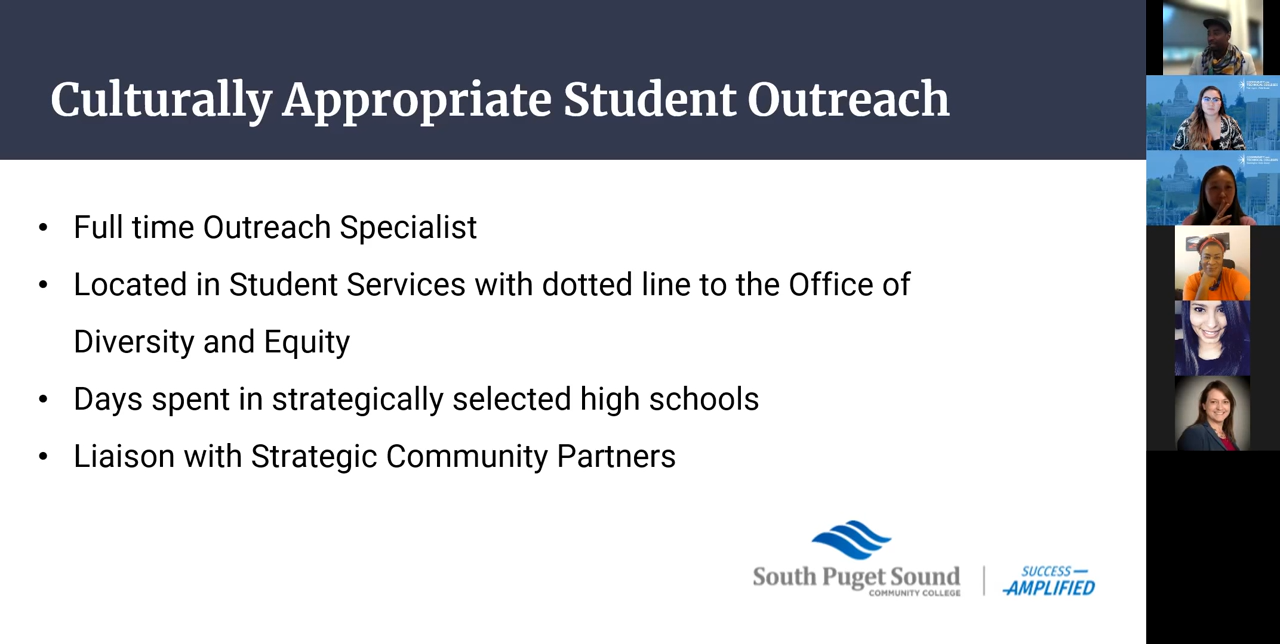 Culturally Appropriate Student Outreach
• Full time Outreach Specialist
• Located in Student Services with dotted line to the Office of
Diversity and Equity
• Days spent in strategically selected high schools
• Liaison with Strategic Community Partners
South Puget Sound
COMMUNITY COLLEGE
SUCCESS
AMPLIFIED